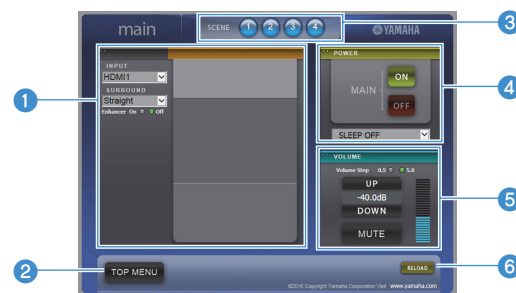 main
SCENE 1 2 3 4
YAMAHA
3
INPUT
HDMI1
SURROUND
Straight
Enhancer On Off
1
POWER
MAIN
ON
OFF
SLEEP OFF
4
VOLUME
Volume Step 0.5 5.0
UP
-40.0dB
DOWN
MUTE
5
2
TOP MENU
RELOAD
6
©2010 Copyright Yamaha Corporation Visit www.yamaha.com